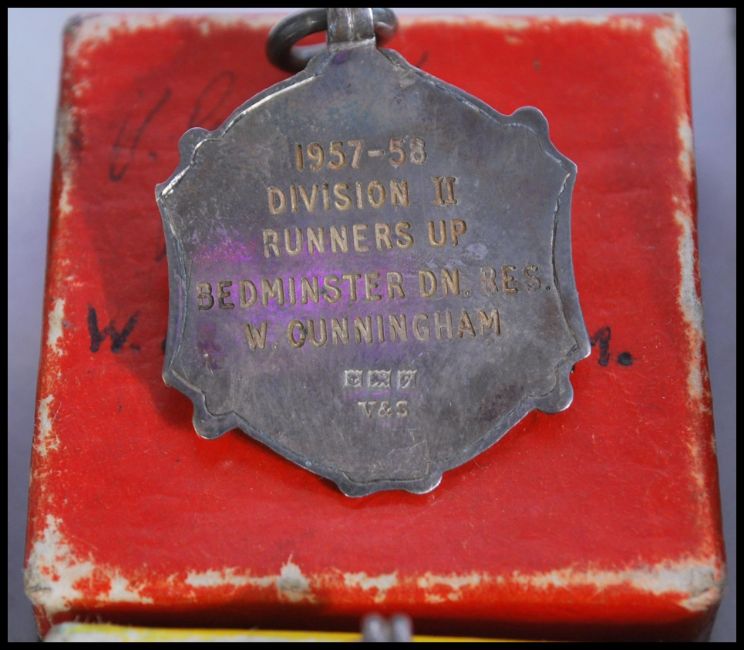 1957-58
DIVISION II
RUNNERS UP
BEDMINSTER DN. RES.
W. CUNNINGHAM
V&S
W.
m.